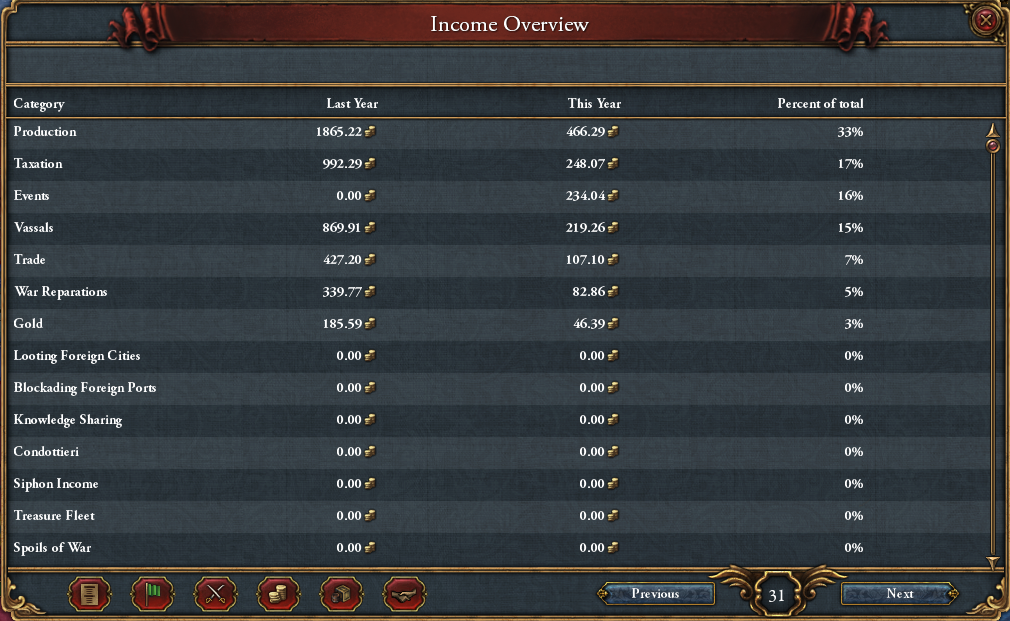 Income Overview
Category Last Year This Year Percent of total
Production 1865.22 466.29 33%
Taxation 992.29 248.07 17%
Events 0.00 234.04 16%
Vassals 869.91 219.26 15%
Trade 427.20 107.10 7%
War Reparations 339.77 82.86 5%
Gold 185.59 46.39 3%
Looting Foreign Cities 0.00 0.00 0%
Blockading Foreign Ports 0.00 0.00 0%
Knowledge Sharing 0.00 0.00 0%
Condottieri 0.00 0.00 0%
Siphon Income 0.00 0.00 0%
Treasure Fleet 0.00 0.00 0%
Spoils of War 0.00 0.00 0%
Previous 31 Next